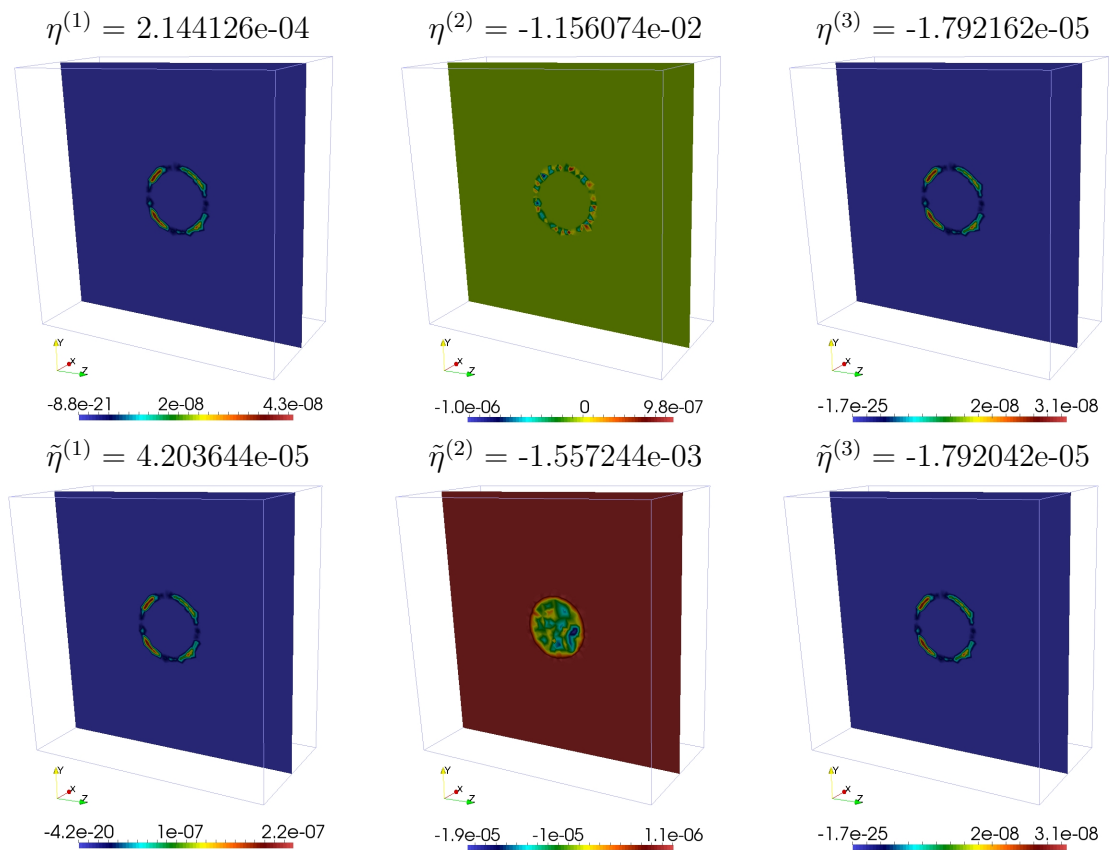 η^(1) = 2.144126e-04 η^(2) = -1.156074e-02 η^(3) = -1.792162e-05
Y X Z Y X Z Y X Z
-8.8e-21 2e-08 4.3e-08 -1.0e-06 0 9.8e-07 -1.7e-25 2e-08 3.1e-08
η̃^(1) = 4.203644e-05 η̃^(2) = -1.557244e-03 η̃^(3) = -1.792042e-05
Y X Z Y X Z Y X Z
-4.2e-20 1e-07 2.2e-07 -1.9e-05 -1e-05 1.1e-06 -1.7e-25 2e-08 3.1e-08